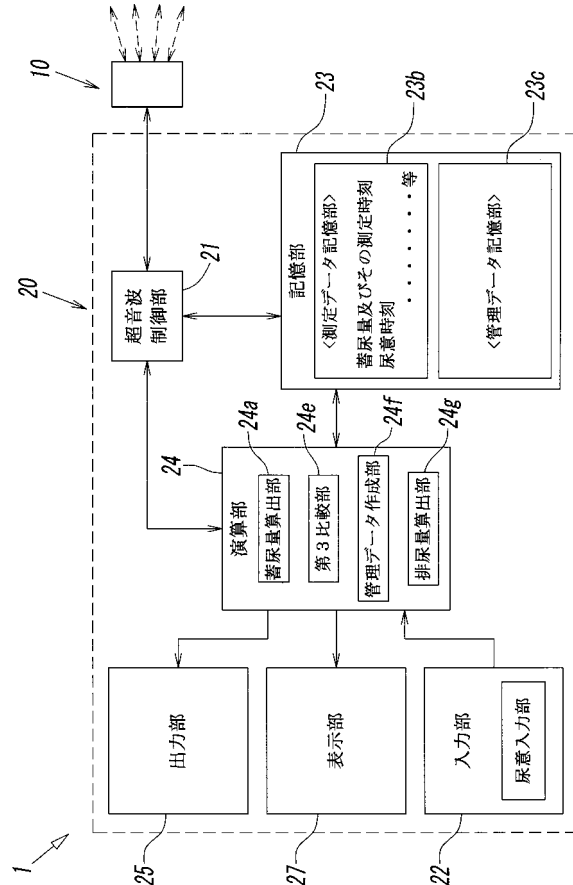 1
20
10
超音波
制御部
21
23
記憶部
<測定データ記憶部>
蓄尿量及びその測定時刻
尿意時刻
・・・・・・・・等
23b
<管理データ記憶部>
23c
24
演算部
蓄尿量算出部
24a
第3比較部
24e
管理データ作成部
24f
排尿量算出部
24g
出力部
25
表示部
27
入力部
尿意入力部
22